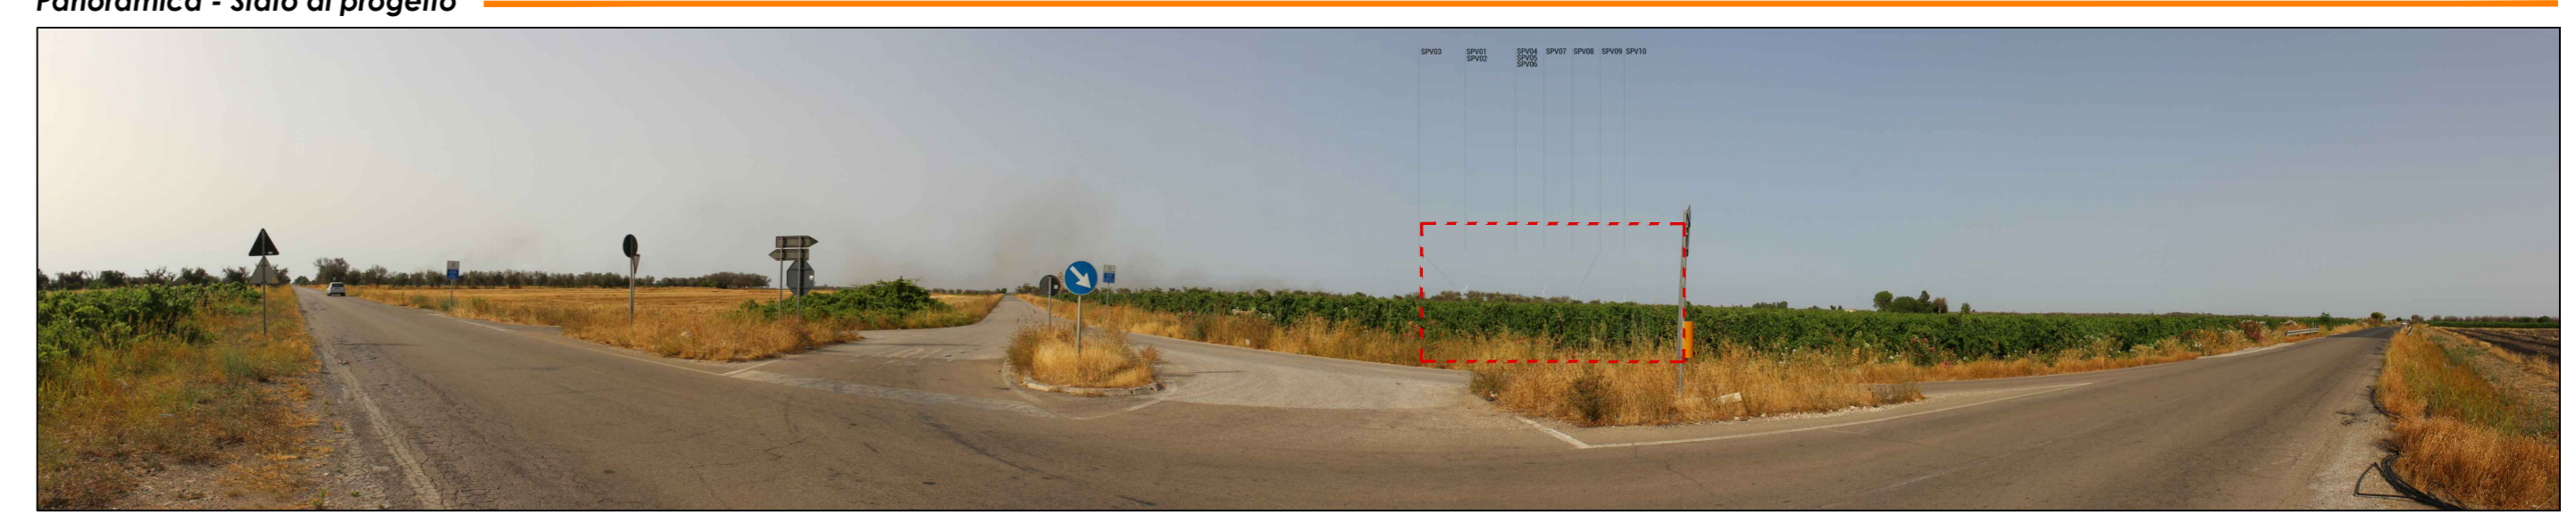 Panoramica - Stato di progetto
SPV03 SPV01 SPV04 SPV07 SPV08 SPV09 SPV10
SPV02 SPV05
SPV06